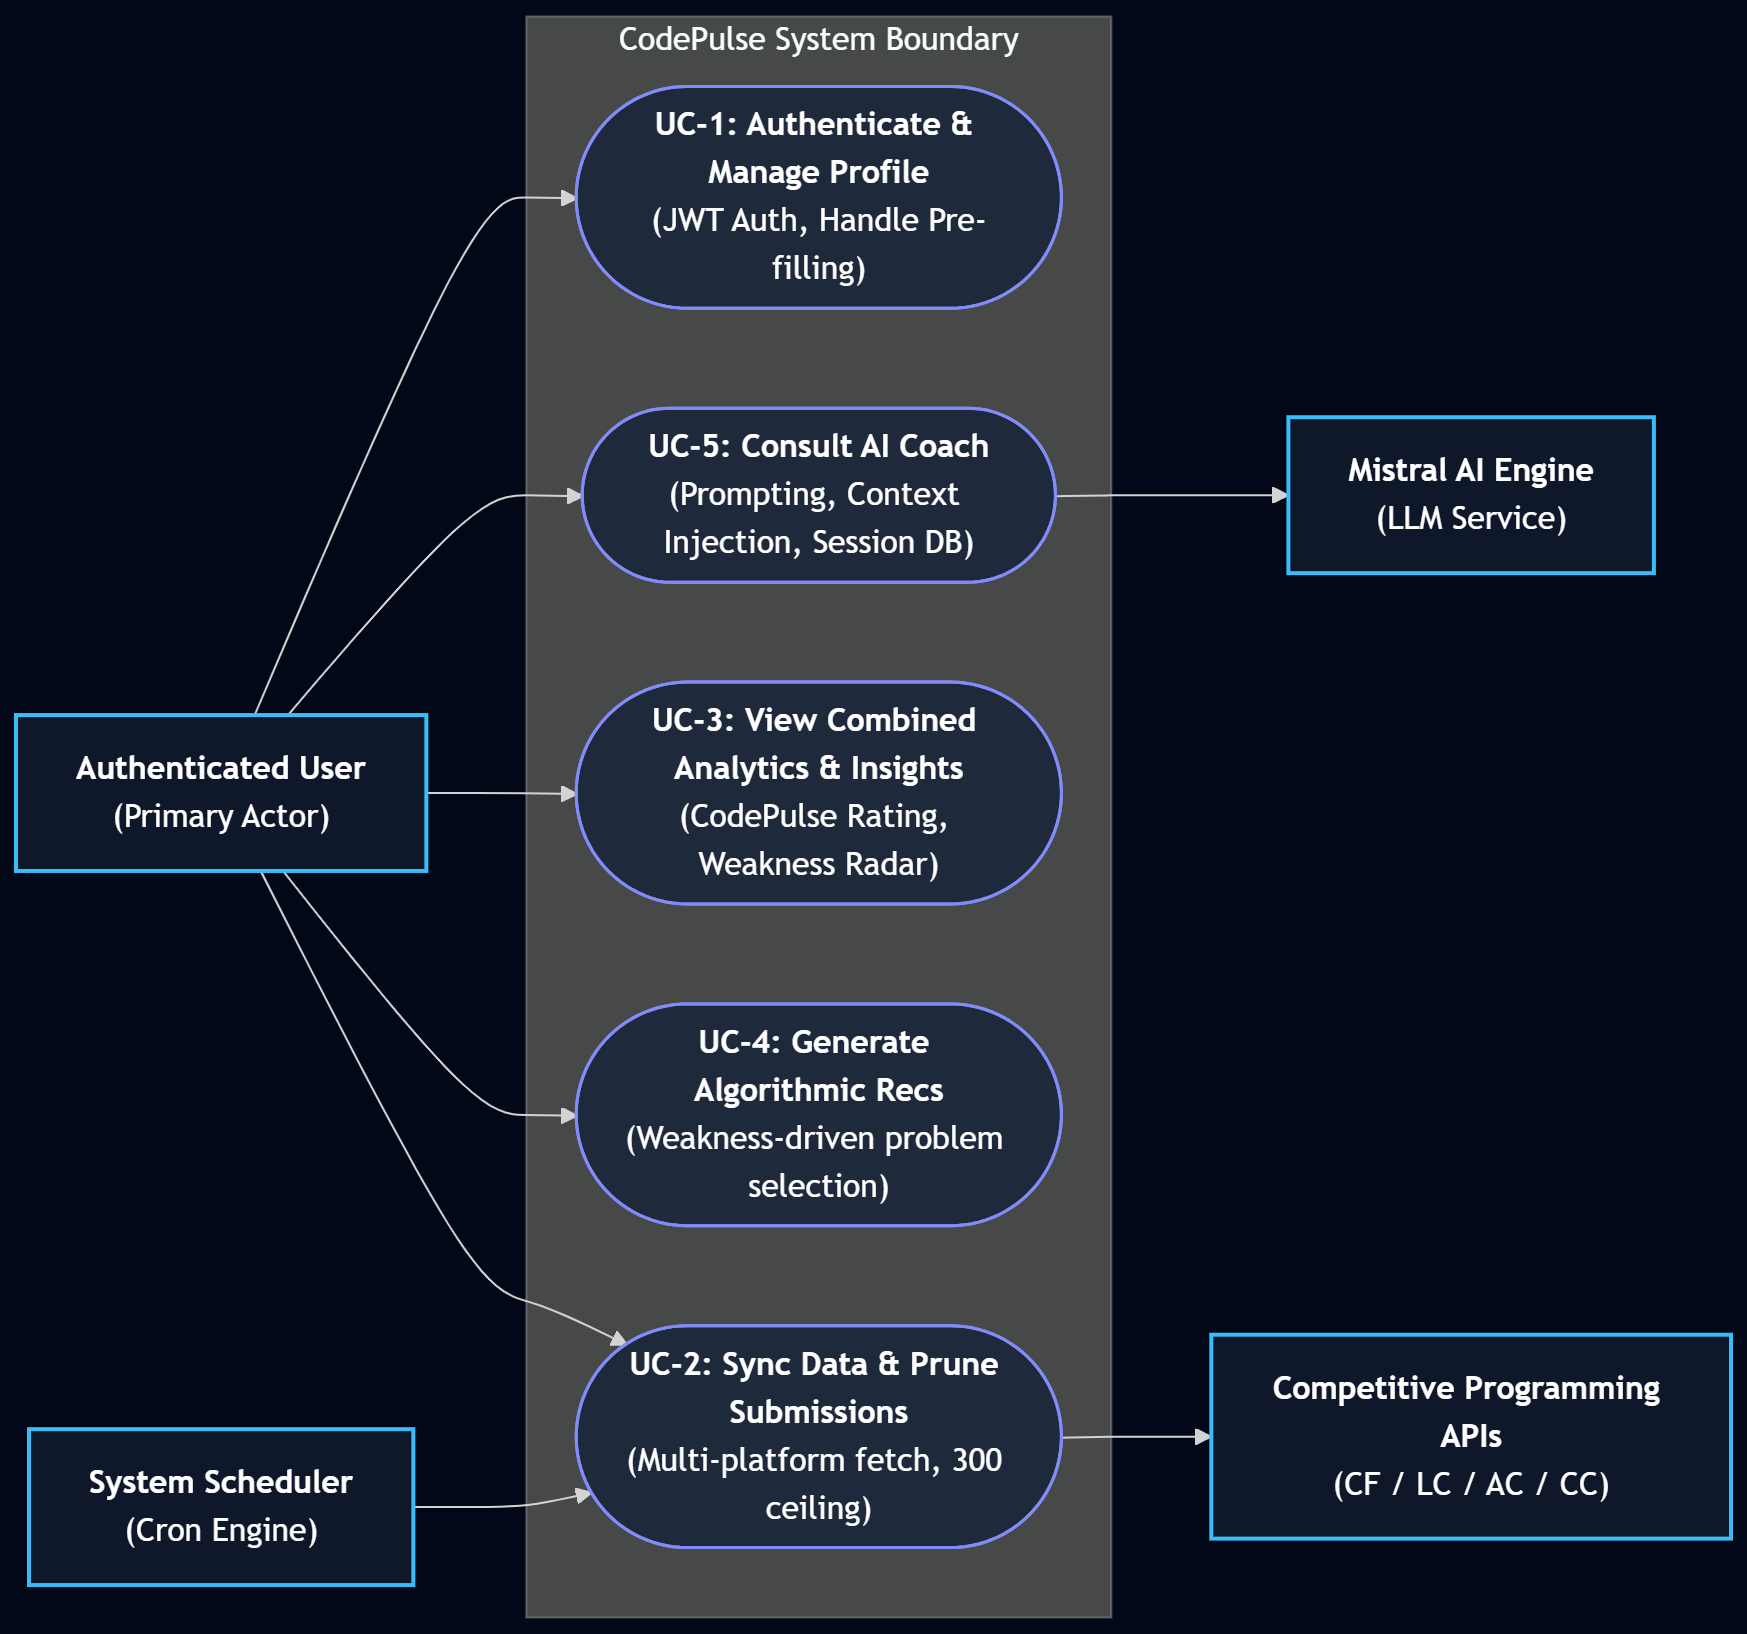 CodePulse System Boundary
UC-1: Authenticate &
Manage Profile
(JWT Auth, Handle Pre-
filling)
UC-5: Consult AI Coach
(Prompting, Context
Injection, Session DB)
Mistral AI Engine
(LLM Service)
Authenticated User
(Primary Actor)
UC-3: View Combined
Analytics & Insights
(CodePulse Rating,
Weakness Radar)
UC-4: Generate
Algorithmic Recs
(Weakness-driven problem
selection)
System Scheduler
(Cron Engine)
UC-2: Sync Data & Prune
Submissions
(Multi-platform fetch, 300
ceiling)
Competitive Programming
APIs
(CF / LC / AC / CC)